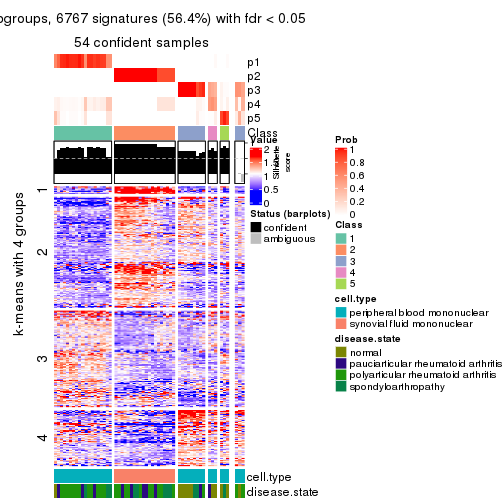 ogroups, 6767 signatures (56.4%) with fdr < 0.05
54 confident samples
p1
p2
p3
p4
p5
Class
1
2
3
4
k-means with 4 groups
cell.type
disease.state
Value
2
1.5
1
0.5
0
Silhouette
score
Status (barplots)
confident
ambiguous
Prob
1
0.8
0.6
0.4
0.2
0
Class
1
2
3
4
5
cell.type
peripheral blood mononuclear
synovial fluid mononuclear
disease.state
normal
pauciarticular rheumatoid arthritis
polyarticular rheumatoid arthritis
spondyloarthropathy